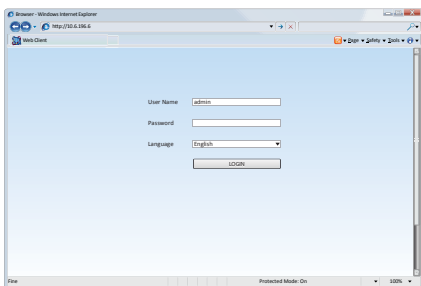 Browser - Windows Internet Explorer
http://10.6.196.6
Web Client
Page Safety Tools
User Name admin
Password
Language English
LOGIN
Fine Protected Mode: On 100%